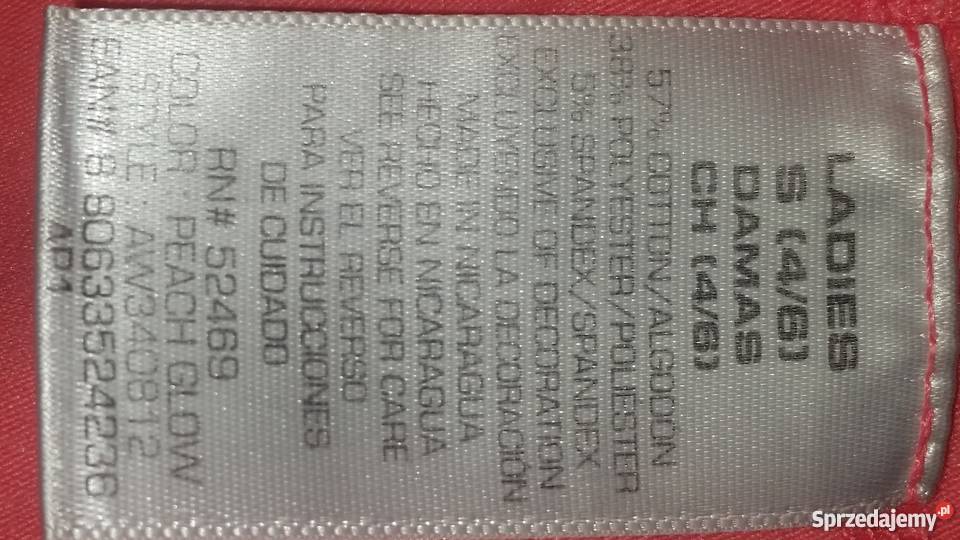 LADIES
S (4/6)
DAMAS
CH (4/6)
57% COTTON/ALGODÓN
38% POLYESTER/POLIESTER
5% SPANDEX/SPANDEX
EXCLUSIVE OF DECORATION
EXCLUYENDO LA DECORACIÓN
MADE IN NICARAGUA
HECHO EN NICARAGUA
SEE REVERSE FOR CARE
VER EL REVERSO
PARA INSTRUCCIONES
DE CUIDADO
RN# 52469
COLOR : PEACH GLOW
STYLE : AW340812
EAN# 8 806335524236
AP1
Sprzedajemy.pl